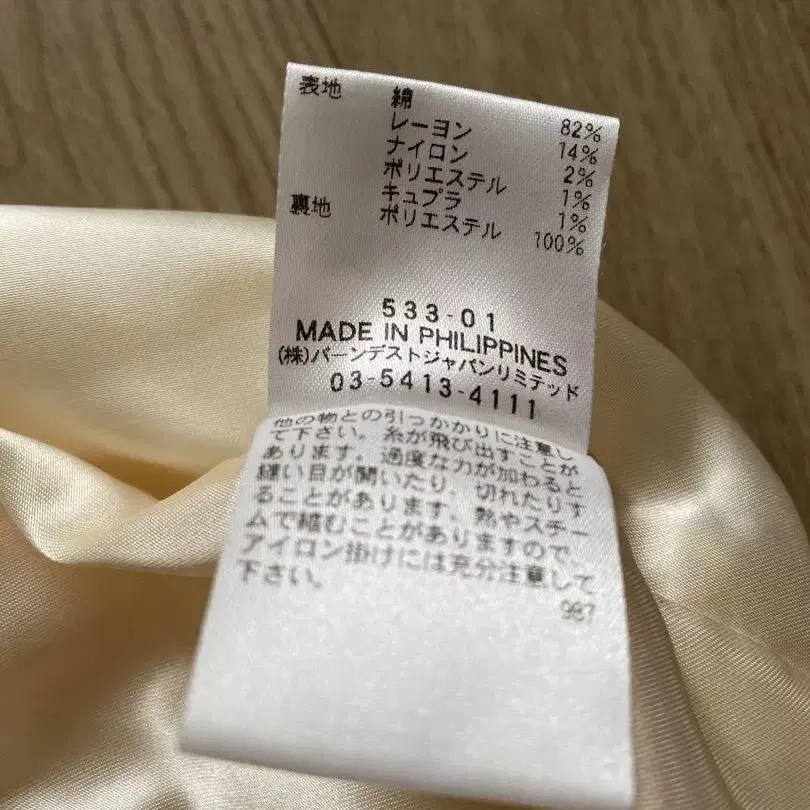 表地 綿 82%
レーヨン 14%
ナイロン 2%
ポリエステル 1%
キュプラ 1%
裏地 ポリエステル 100%
533-01
MADE IN PHILIPPINES
(株)バーンデストジャパンリミテッド
03-5413-4111
他の物との引っかかりに注意し
て下さい。糸が飛び出すことが
あります。過度な力が加わると
縫い目が開いたり、切れたりす
ることがあります。熱やスチー
ムで縮むことがありますので、
アイロン掛けには充分注意して
下さい。
987